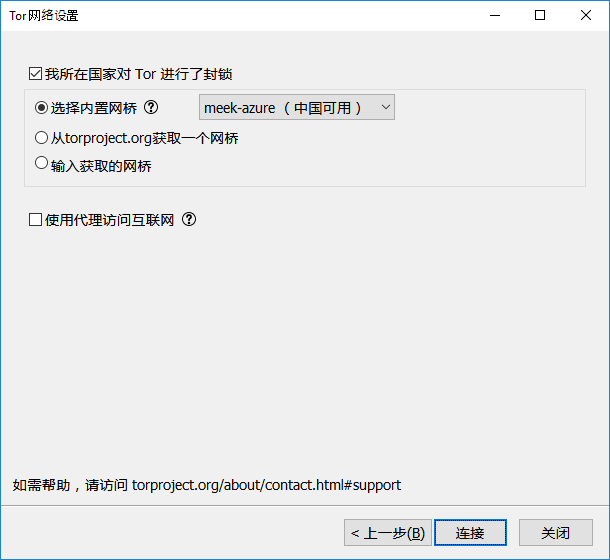 Tor网络设置
我所在国家对 Tor 进行了封锁
选择内置网桥 ? meek-azure （中国可用）
从torproject.org获取一个网桥
输入获取的网桥
使用代理访问互联网 ?
如需帮助，请访问 torproject.org/about/contact.html#support
< 上一步(B) 连接 关闭